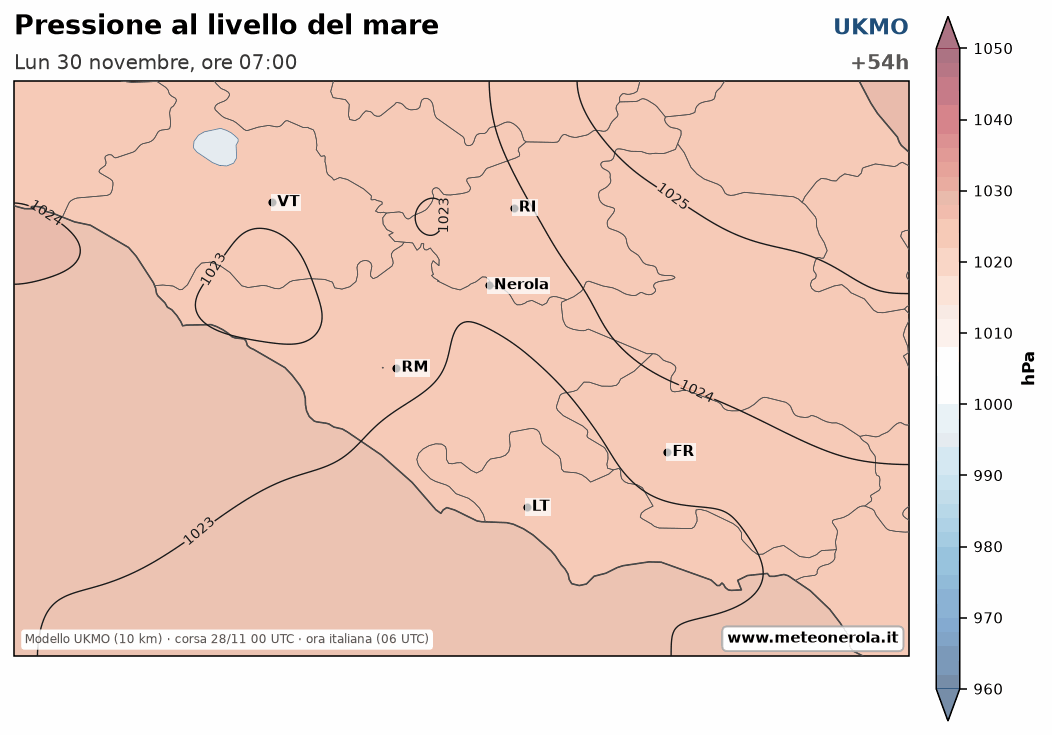 Pressione al livello del mare
UKMO
Lun 30 novembre, ore 07:00
+54h
1024
VT
1023
RI
1025
1023
Nerola
RM
1024
FR
LT
1023
Modello UKMO (10 km) · corsa 28/11 00 UTC · ora italiana (06 UTC)
www.meteonerola.it
1050
1040
1030
1020
1010
1000
990
980
970
960
hPa